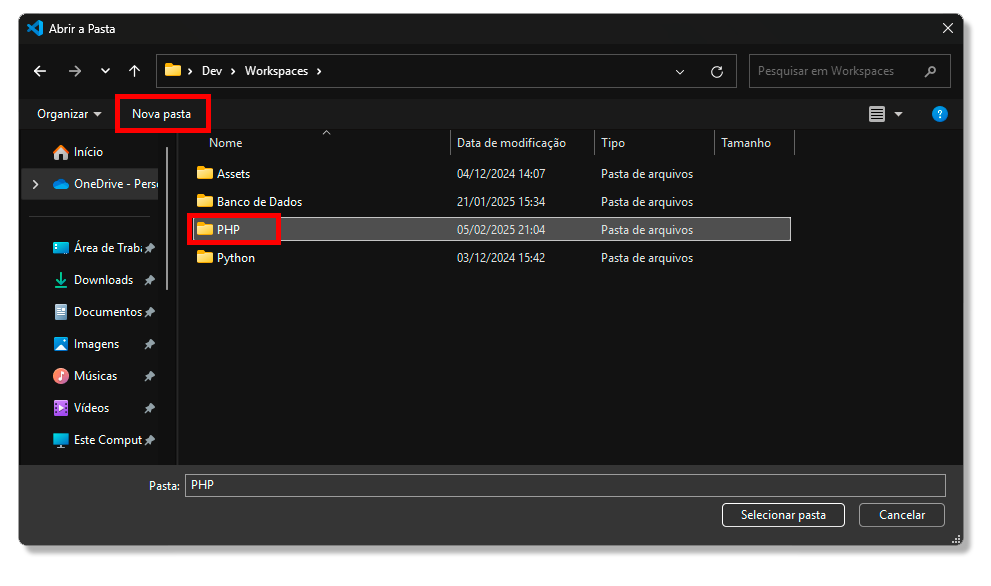 Abrir a Pasta
Dev Workspaces
Pesquisar em Workspaces
Organizar Nova pasta
Nome Data de modificação Tipo Tamanho
Início
OneDrive - Perso
Área de Traba
Downloads
Documentos
Imagens
Músicas
Vídeos
Este Comput
Assets 04/12/2024 14:07 Pasta de arquivos
Banco de Dados 21/01/2025 15:34 Pasta de arquivos
PHP 05/02/2025 21:04 Pasta de arquivos
Python 03/12/2024 15:42 Pasta de arquivos
Pasta: PHP
Selecionar pasta Cancelar